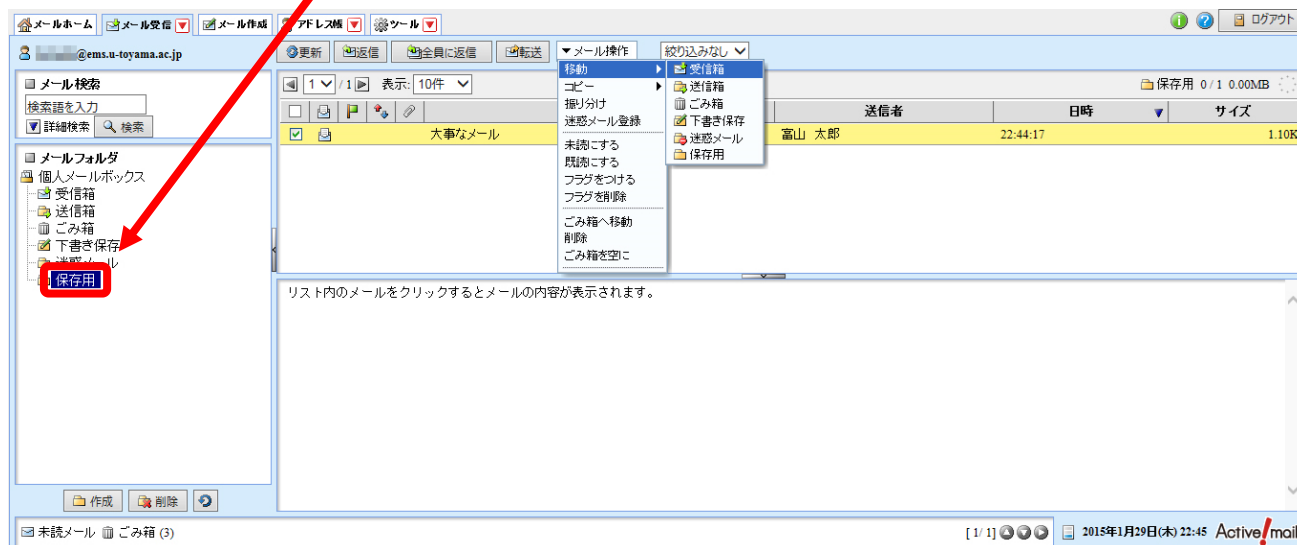 メールホーム メール受信 メール作成 アドレス帳 ツール ログアウト
@ems.u-toyama.ac.jp 更新 返信 全員に返信 転送 ▼メール操作 絞り込みなし
メール検索
検索語を入力
詳細検索 検索
1 / 1 表示: 10件 保存用 0 / 1 0.00MB
送信者 日時 ▼ サイズ
大事なメール 富山 太郎 22:44:17 1.10K
移動
コピー
振り分け
迷惑メール登録
未読にする
既読にする
フラグをつける
フラグを削除
ごみ箱へ移動
削除
ごみ箱を空に
受信箱
送信箱
ごみ箱
下書き保存
迷惑メール
保存用
メールフォルダ
個人メールボックス
受信箱
送信箱
ごみ箱
下書き保存
迷惑メール
保存用
リスト内のメールをクリックするとメールの内容が表示されます。
作成 削除
未読メール ごみ箱 (3) [ 1/ 1] 2015年1月29日(木) 22:45 Active! mail